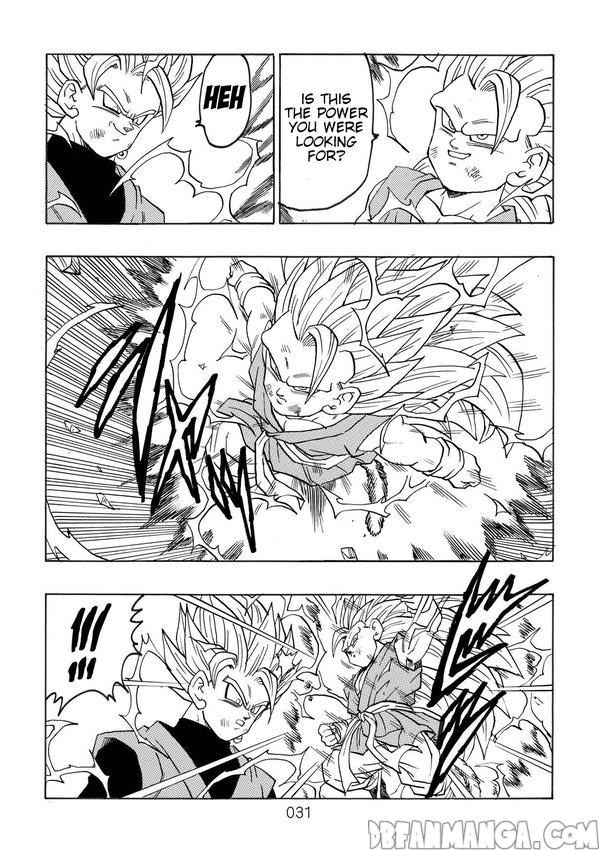 IS THIS
THE POWER
YOU WERE
LOOKING
FOR?
HEH
!!!
031
DBFANMANGA.COM